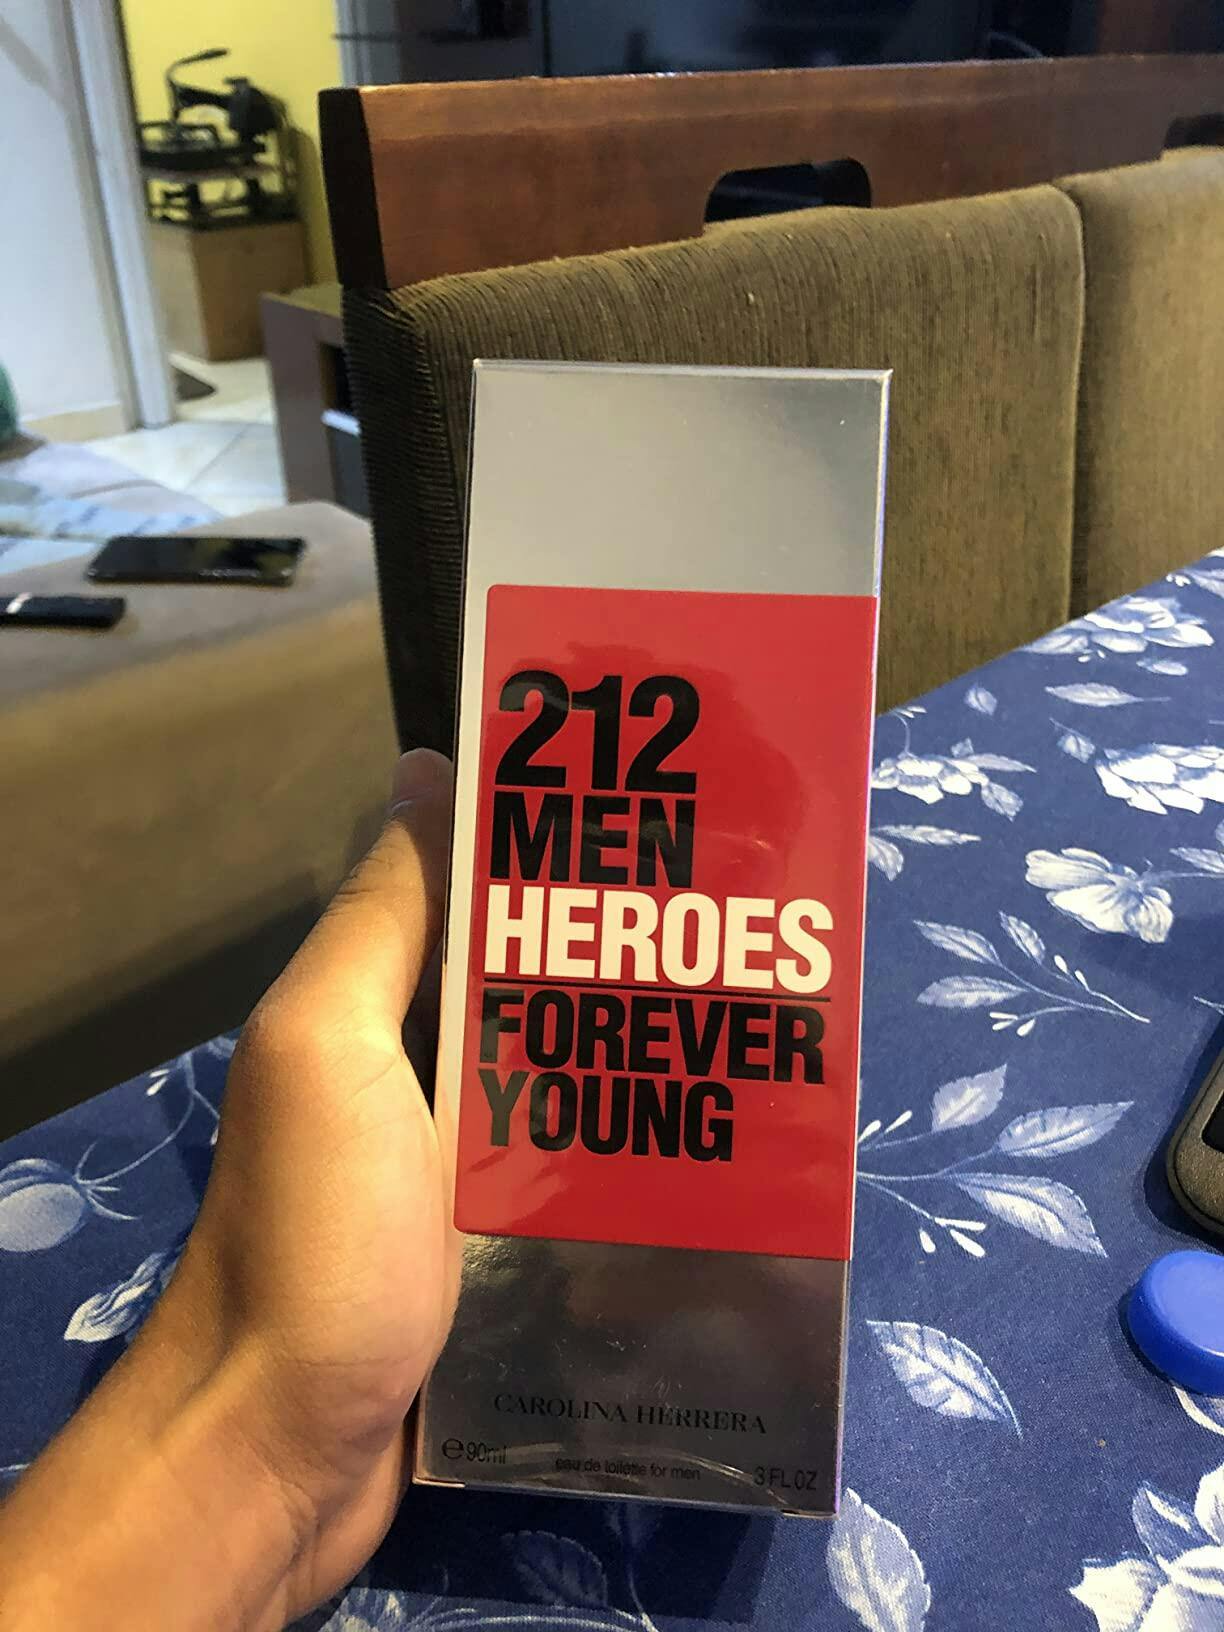 212
MEN
HEROES
FOREVER
YOUNG
CAROLINA HERRERA
℮ 90ml eau de toilette for men 3 FL OZ